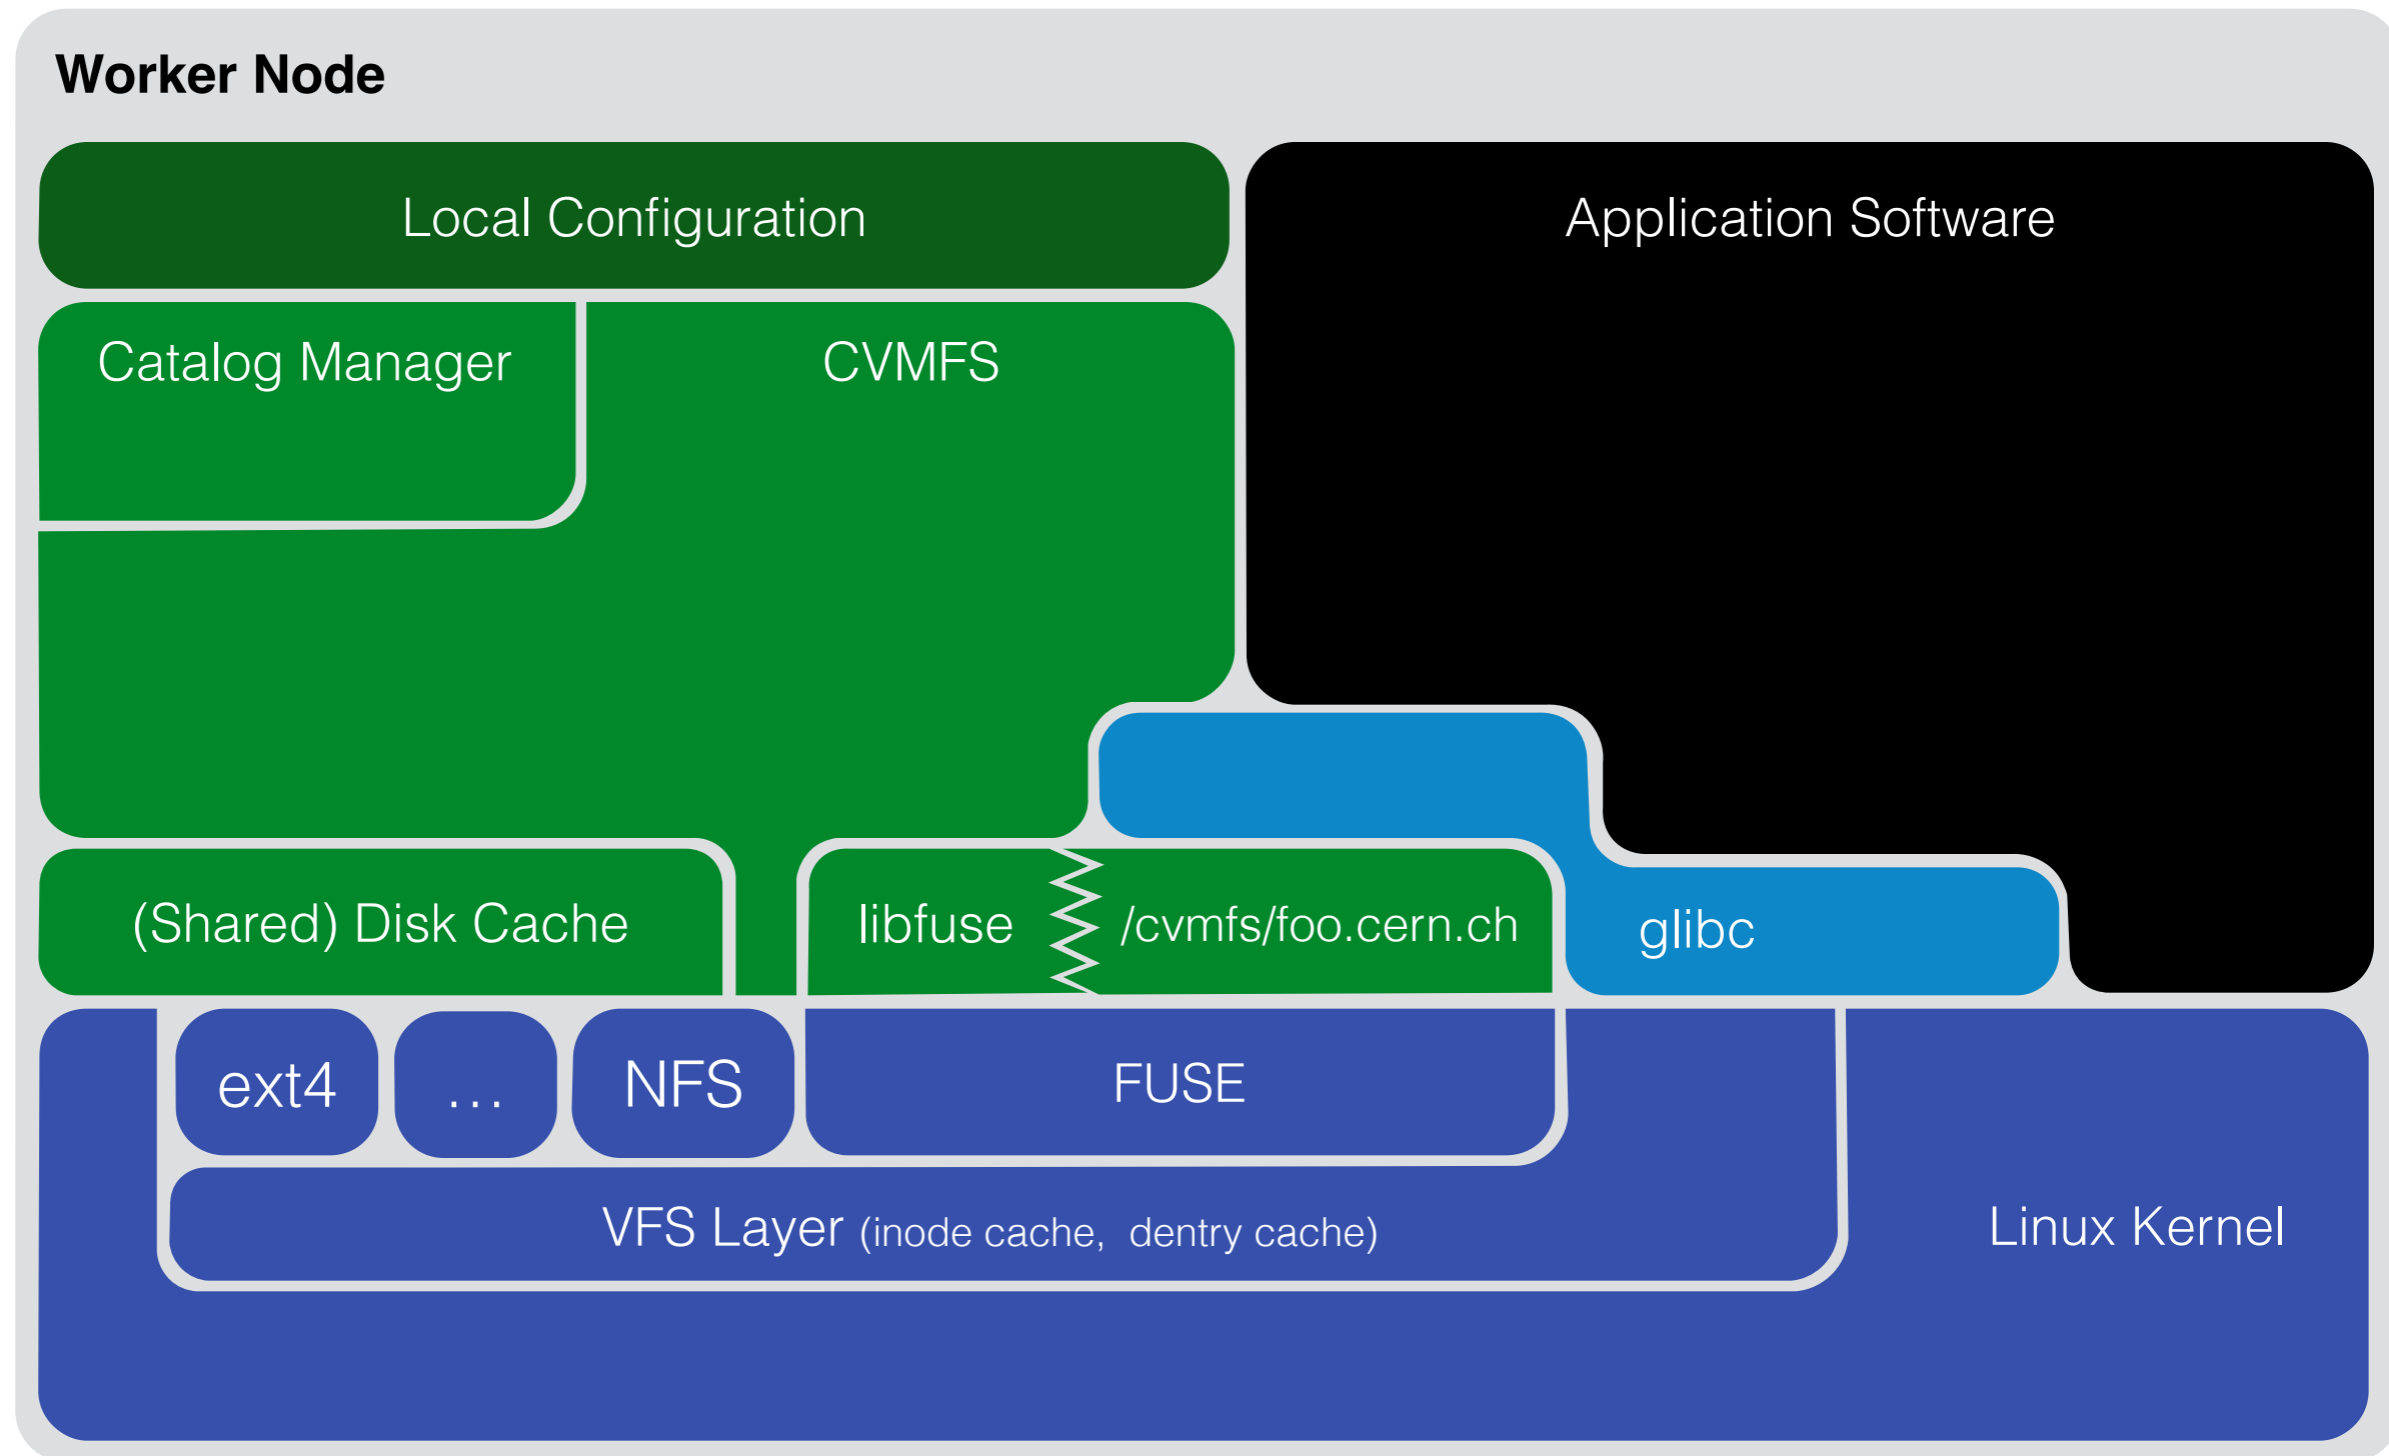 Worker Node
Local Configuration
Application Software
Catalog Manager
CVMFS
(Shared) Disk Cache
libfuse
/cvmfs/foo.cern.ch
glibc
ext4
...
NFS
FUSE
VFS Layer (inode cache, dentry cache)
Linux Kernel